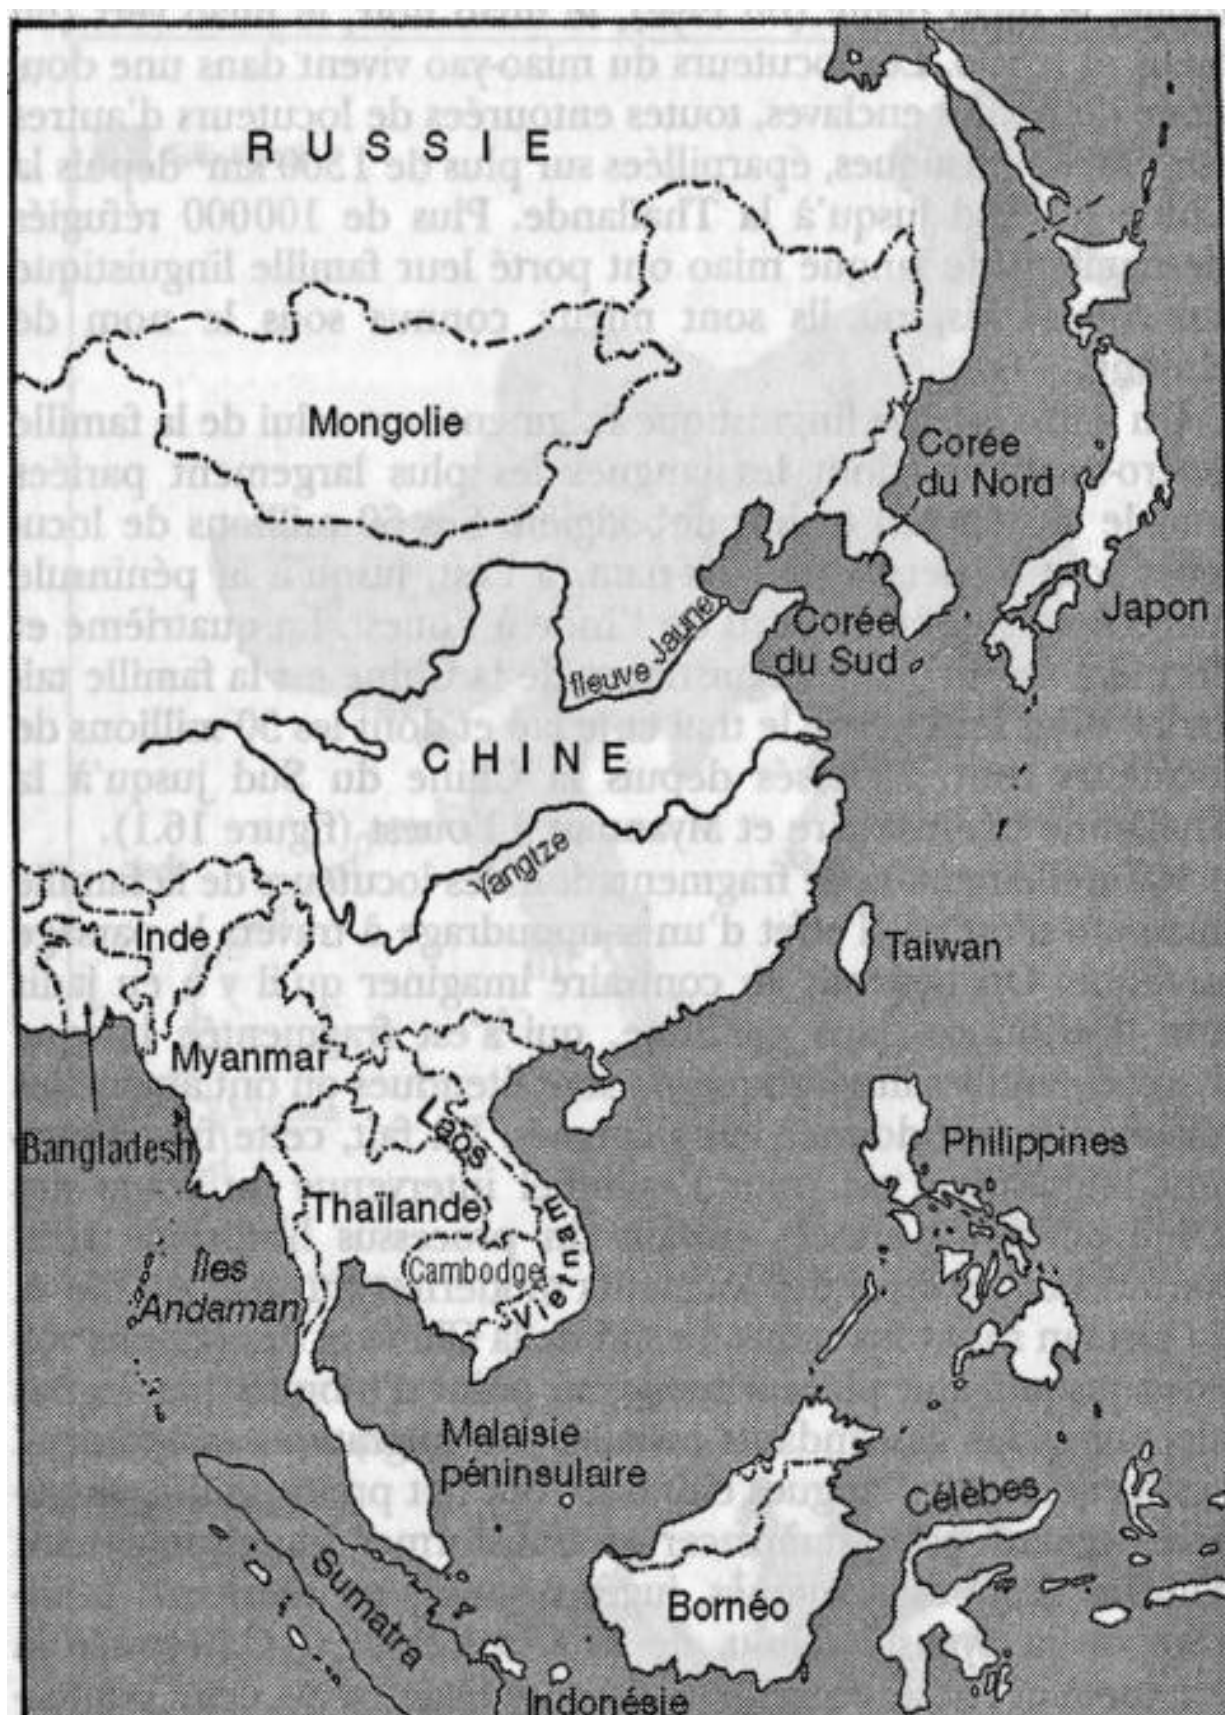 RUSSIE
Mongolie
Corée
du Nord
Japon
Corée
du Sud
fleuve Jaune
CHINE
Yangtze
Inde
Taiwan
Myanmar
Bangladesh
Laos
Philippines
Thaïlande
Vietnam
Cambodge
Îles
Andaman
Malaisie
péninsulaire
Célèbes
Sumatra
Bornéo
Indonésie